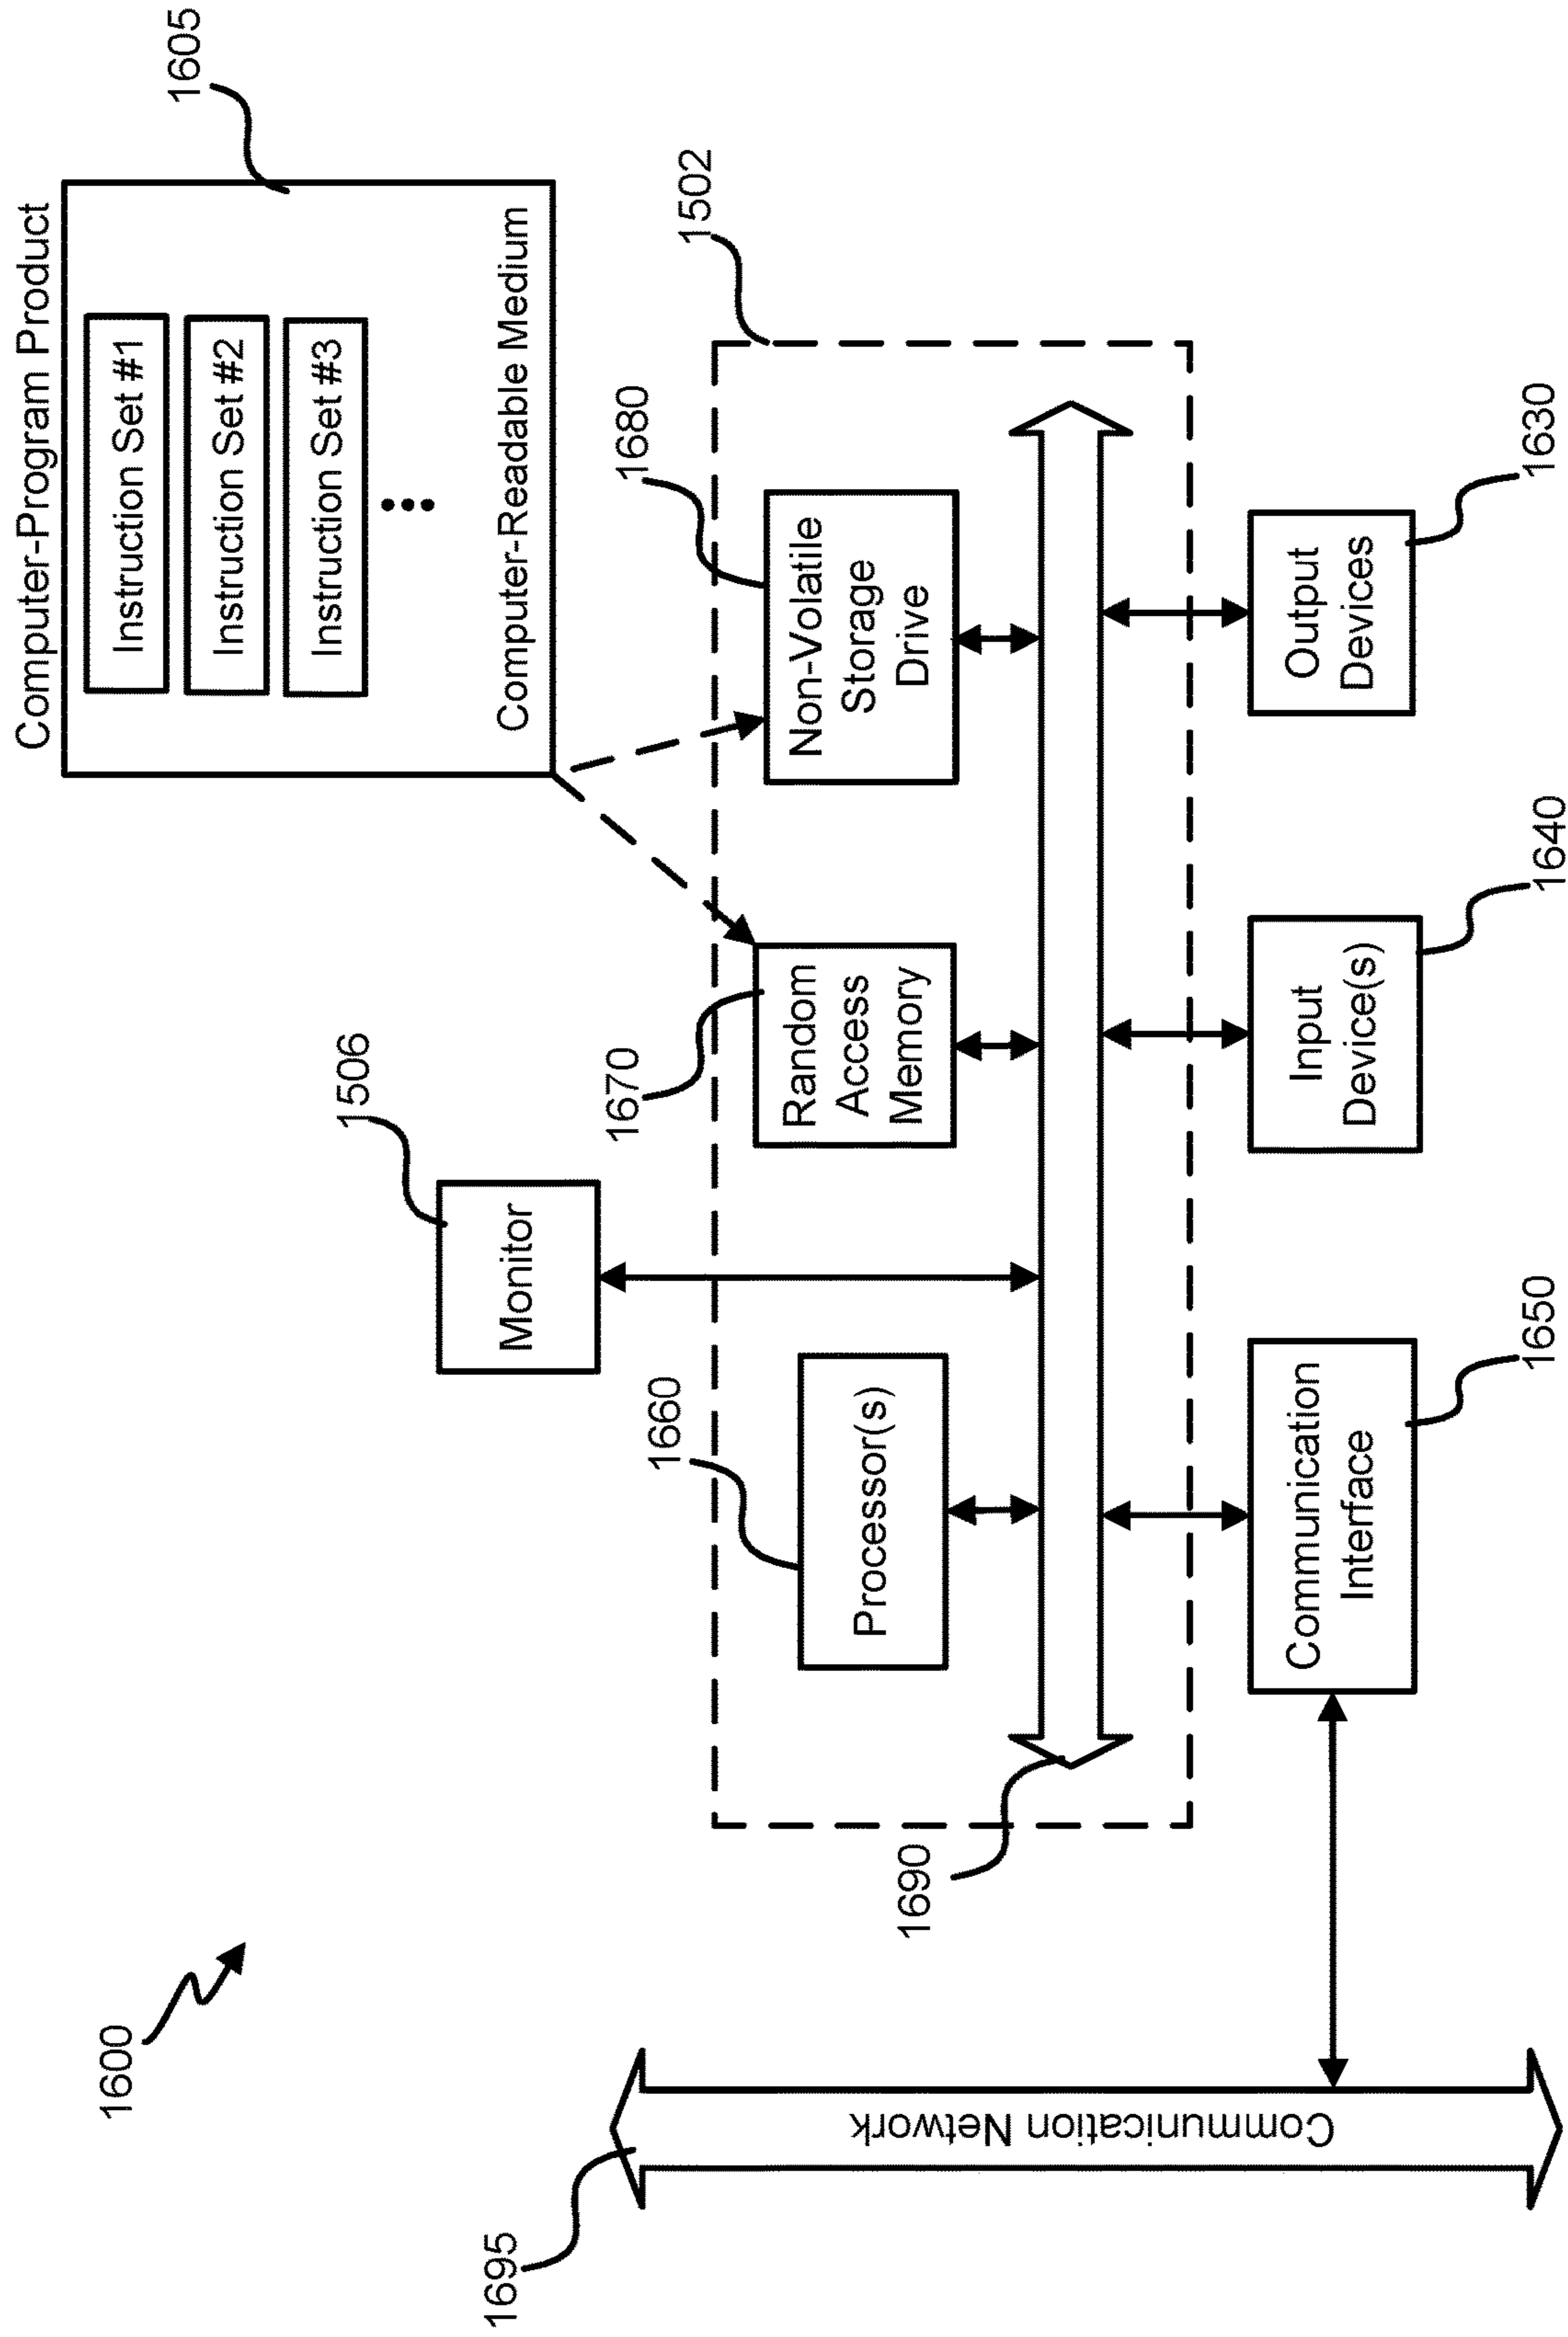 1600
Computer-Program Product
Instruction Set #1
Instruction Set #2
Instruction Set #3
Computer-Readable Medium
1605
Monitor
1506
1502
1660
Processor(s)
1670
Random
Access
Memory
1680
Non-Volatile
Storage
Drive
1690
1695
Communication Network
Communication
Interface
1650
Input
Device(s)
1640
Output
Devices
1630